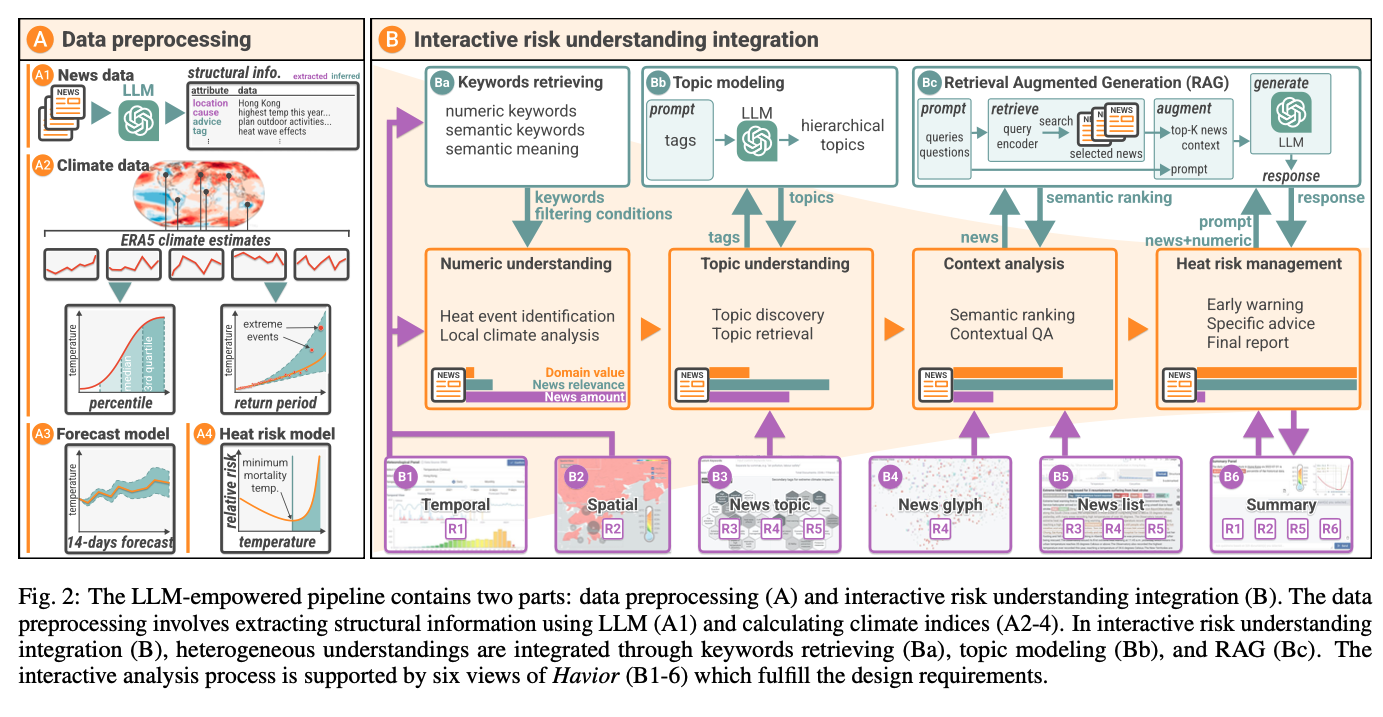 A Data preprocessing
A1 News data
NEWS
LLM
structural info. extracted inferred
attribute data
location Hong Kong
cause highest temp this year...
advice plan outdoor activities...
tag heat wave effects
⋮ ⋮
A2 Climate data
ERA5 climate estimates
temperature
median
3rd quartile
percentile
temperature
extreme
events
return period
A3 Forecast model
temperature
14-days forecast
A4 Heat risk model
relative risk
minimum
mortality
temp.
temperature
B Interactive risk understanding integration
Ba Keywords retrieving
numeric keywords
semantic keywords
semantic meaning
Bb Topic modeling
prompt
tags
LLM
hierarchical
topics
Bc Retrieval Augmented Generation (RAG)
prompt
queries
questions
retrieve
query
encoder
search
NEWS
selected news
augment
top-K news
context
prompt
generate
LLM
response
keywords
filtering conditions
tags
topics
news
semantic ranking
prompt
news+numeric
response
Numeric understanding
Heat event identification
Local climate analysis
NEWS
Domain value
News relevance
News amount
Topic understanding
Topic discovery
Topic retrieval
NEWS
Context analysis
Semantic ranking
Contextual QA
NEWS
Heat risk management
Early warning
Specific advice
Final report
NEWS
B1
Temporal
R1
B2
Spatial
R2
B3
News topic
R3 R4 R5
B4
News glyph
R4
B5
News list
R3 R4 R5
B6
Summary
R1 R2 R5 R6
Fig. 2: The LLM-empowered pipeline contains two parts: data preprocessing (A) and interactive risk understanding integration (B). The data
preprocessing involves extracting structural information using LLM (A1) and calculating climate indices (A2-4). In interactive risk understanding
integration (B), heterogeneous understandings are integrated through keywords retrieving (Ba), topic modeling (Bb), and RAG (Bc). The
interactive analysis process is supported by six views of Havior (B1-6) which fulfill the design requirements.